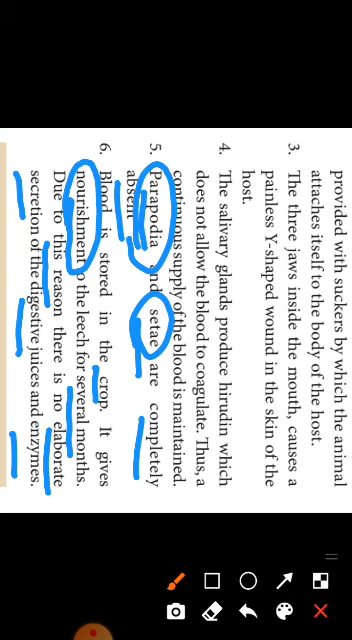 provided with suckers by which the animal
attaches itself to the body of the host.
3. The three jaws inside the mouth, causes a
painless Y-shaped wound in the skin of the
host.
4. The salivary glands produce hirudin which
does not allow the blood to coagulate. Thus, a
continuous supply of the blood is maintained.
5. Parapodia and setae are completely
absent
6. Blood is stored in the crop. It gives
nourishment to the leech for several months.
Due to this reason there is no elaborate
secretion of the digestive juices and enzymes.